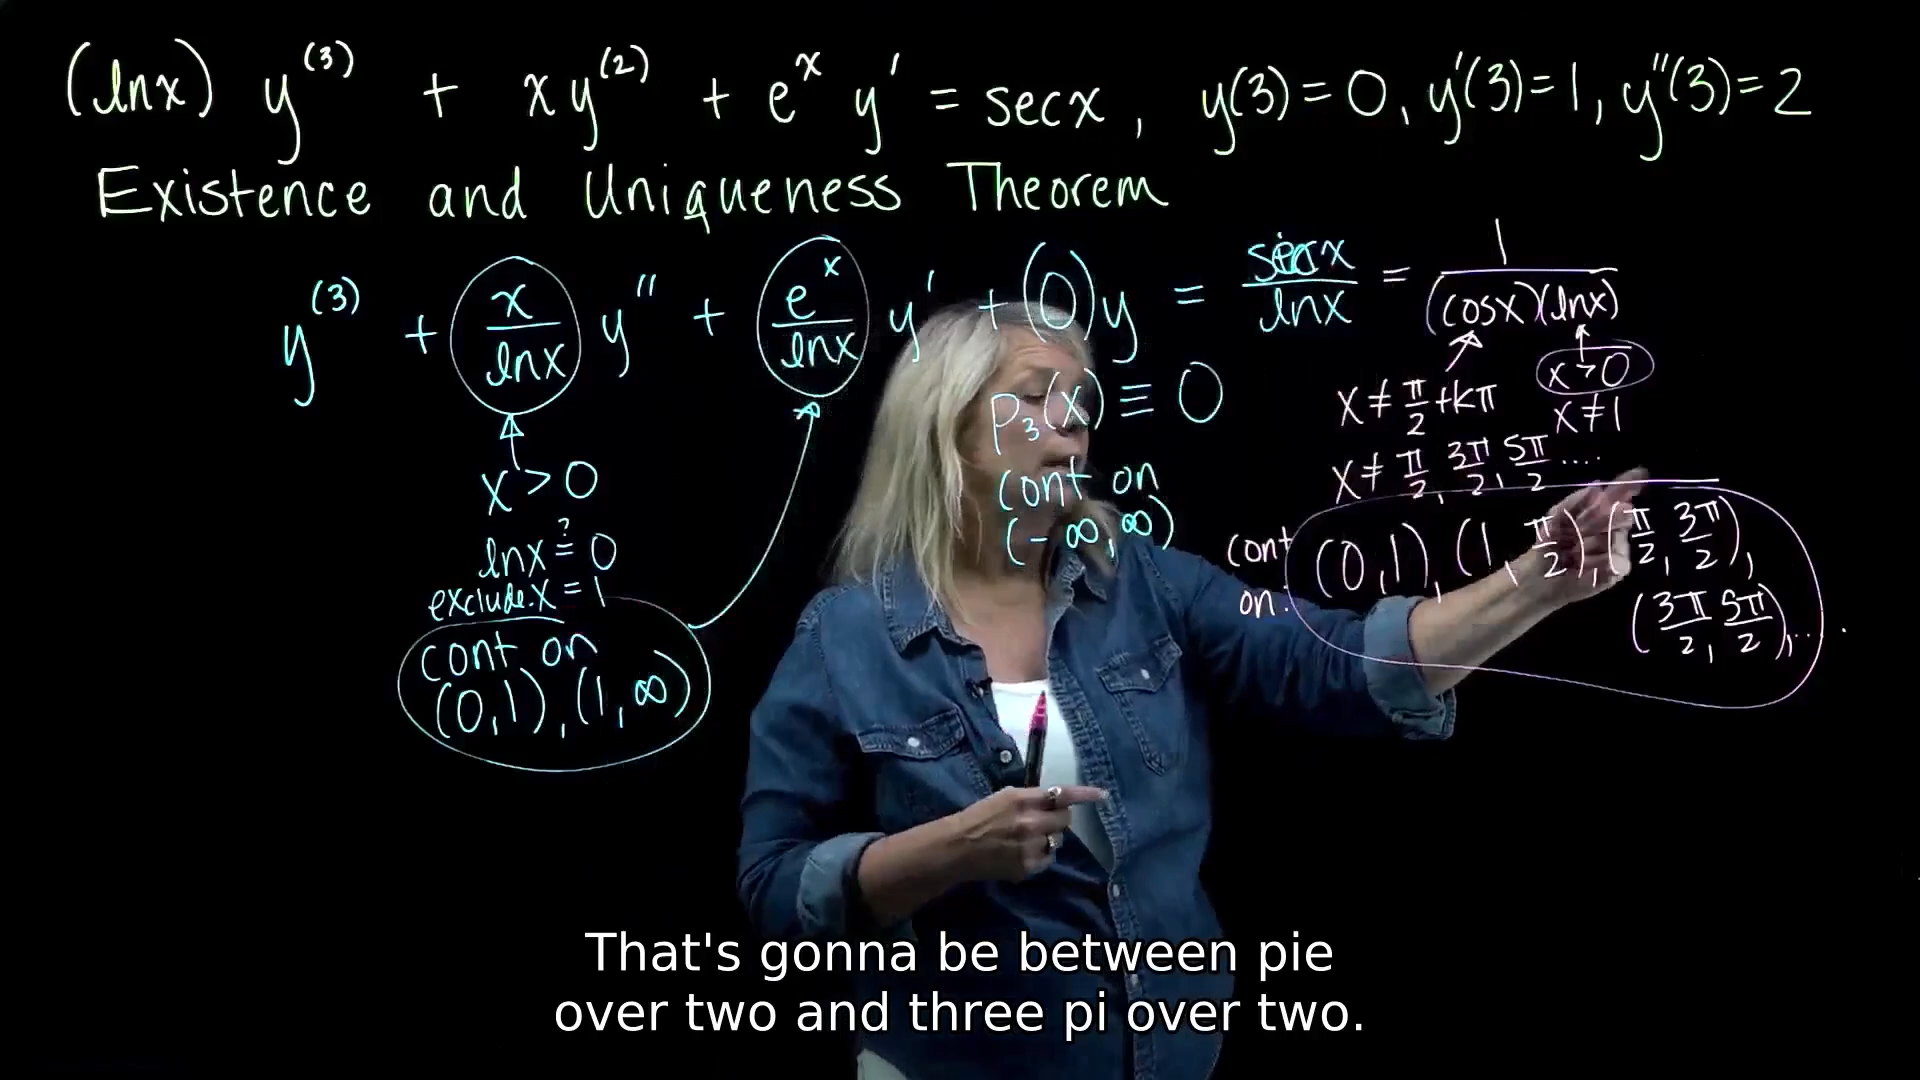 (lnx) y⁽³⁾ + xy⁽²⁾ + eˣ y' = secx, y(3)=0, y'(3)=1, y''(3)=2
Existence and Uniqueness Theorem
y⁽³⁾ + x/lnx y'' + eˣ/lnx y' + (0)y = secx/lnx = 1/(cosx)(lnx)
x > 0
lnx ?= 0
exclude x = 1
cont on
(0,1), (1, ∞)
p₃(x) ≡ 0
cont on
(-∞, ∞)
x ≠ π/2 + kπ
x ≠ π/2, 3π/2, 5π/2 ....
x > 0
x ≠ 1
cont on: (0,1), (1, π/2), (π/2, 3π/2),
(3π/2, 5π/2), ....
That's gonna be between pie
over two and three pi over two.